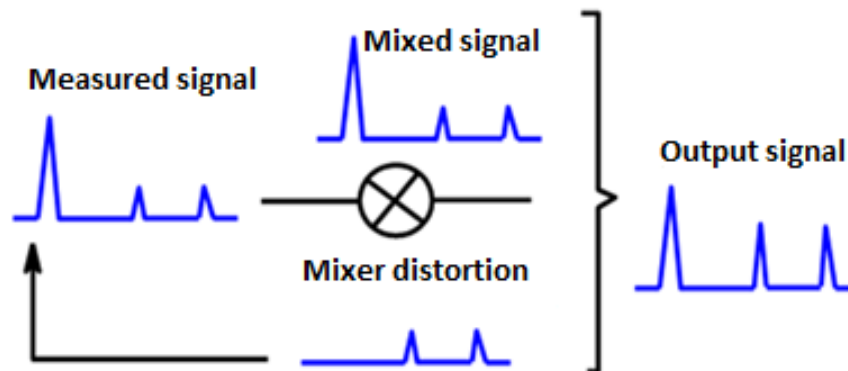 Mixed signal
Measured signal
Output signal
Mixer distortion